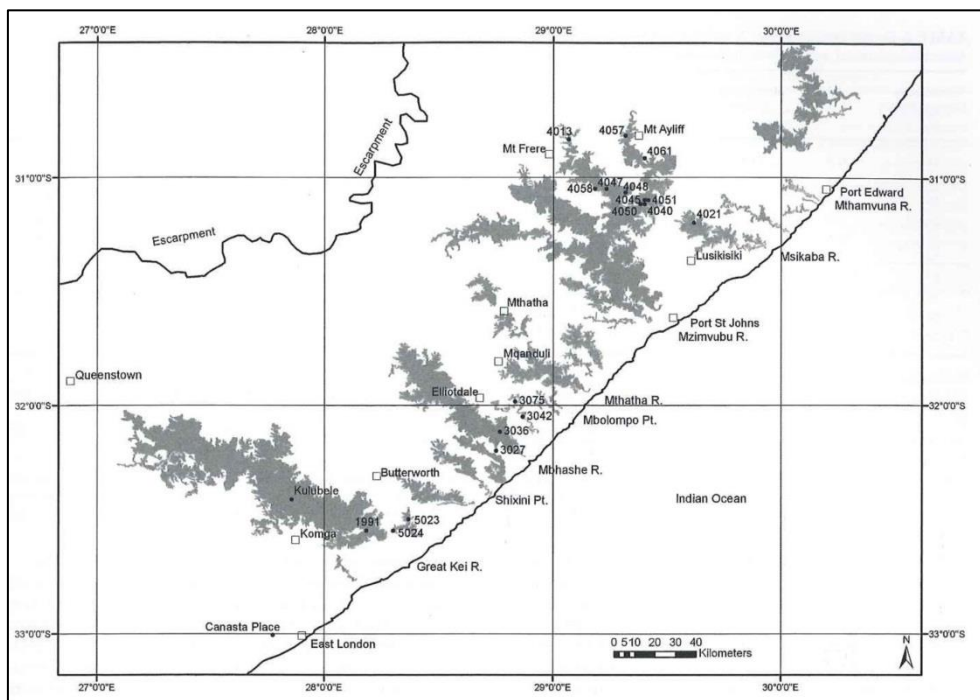 27°0'0"E 28°0'0"E 29°0'0"E 30°0'0"E
Escarpment
Escarpment
31°0'0"S
31°0'0"S
32°0'0"S
32°0'0"S
33°0'0"S
33°0'0"S
4013
4057
Mt Ayliff
Mt Frere
4061
4058
4047
4048
4045
4051
4050
4040
4021
Port Edward
Mthamvuna R.
Lusikisiki
Msikaba R.
Mthatha
Port St Johns
Mzimvubu R.
Mqanduli
Queenstown
Elliotdale
3075
Mthatha R.
3042
Mbolompo Pt.
3036
3027
Mbhashe R.
Butterworth
Shixini Pt.
Indian Ocean
Kulubele
1991
5023
5024
Komga
Great Kei R.
Canasta Place
East London
0 5 10 20 30 40
Kilometers
N
27°0'0"E 28°0'0"E 29°0'0"E 30°0'0"E